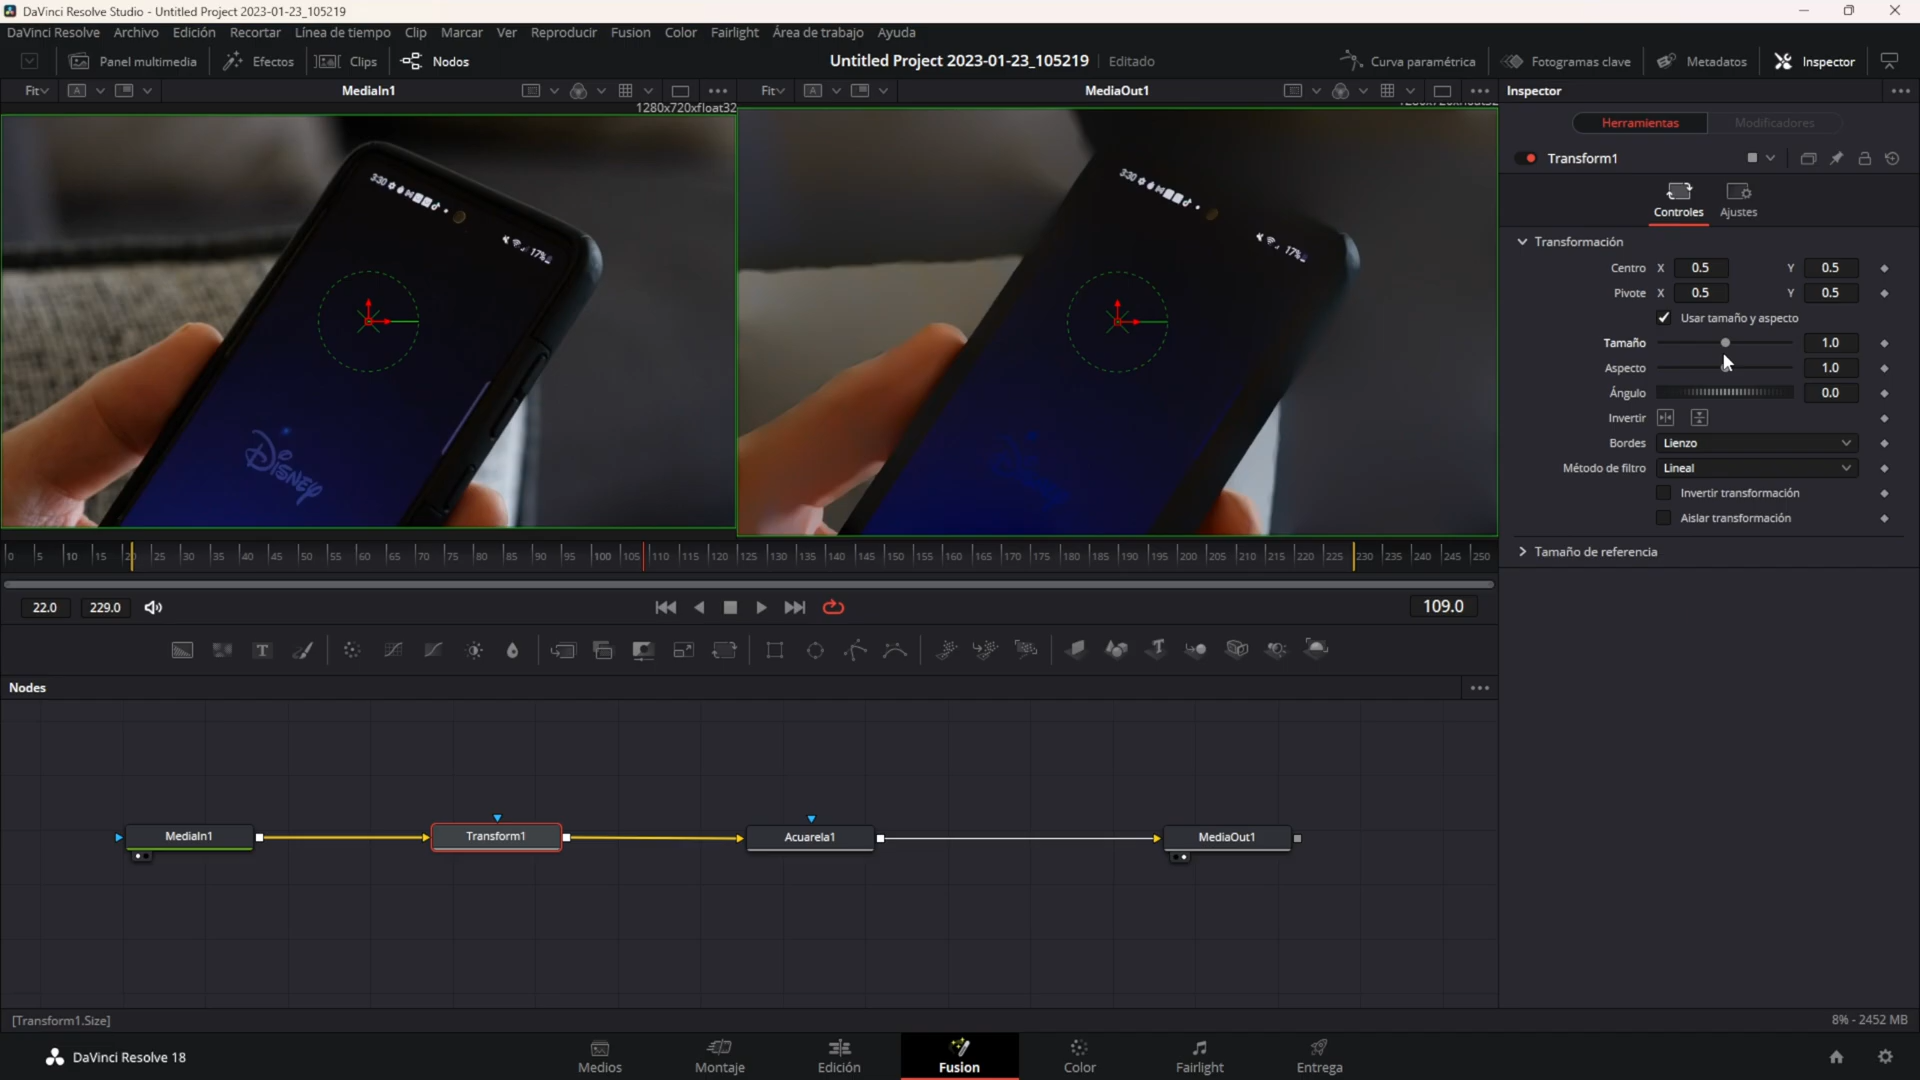 DaVinci Resolve Studio - Untitled Project 2023-01-23_105219
DaVinci Resolve Archivo Edición Recortar Línea de tiempo Clip Marcar Ver Reproducir Fusion Color Fairlight Área de trabajo Ayuda
Panel multimedia Efectos Clips Nodos Untitled Project 2023-01-23_105219 Editado Curva paramétrica Fotogramas clave Metadatos Inspector
Fit A MediaIn1 Fit A MediaOut1 Inspector
1280x720xfloat32
Herramientas Modificadores
Transform1
Controles Ajustes
Transformación
Centro X 0.5 Y 0.5
Pivote X 0.5 Y 0.5
Usar tamaño y aspecto
Tamaño 1.0
Aspecto 1.0
Ángulo 0.0
Invertir
Bordes Lienzo
Método de filtro Lineal
Invertir transformación
Aislar transformación
Tamaño de referencia
3:30
17%
DISNEY
3:30
17%
0 5 10 15 20 25 30 35 40 45 50 55 60 65 70 75 80 85 90 95 100 105 110 115 120 125 130 135 140 145 150 155 160 165 170 175 180 185 190 195 200 205 210 215 220 225 230 235 240 245 250
22.0 229.0 109.0
Nodes
MediaIn1 Transform1 Acuarela1 MediaOut1
[Transform1.Size] 8% - 2452 MB
DaVinci Resolve 18 Medios Montaje Edición Fusion Color Fairlight Entrega